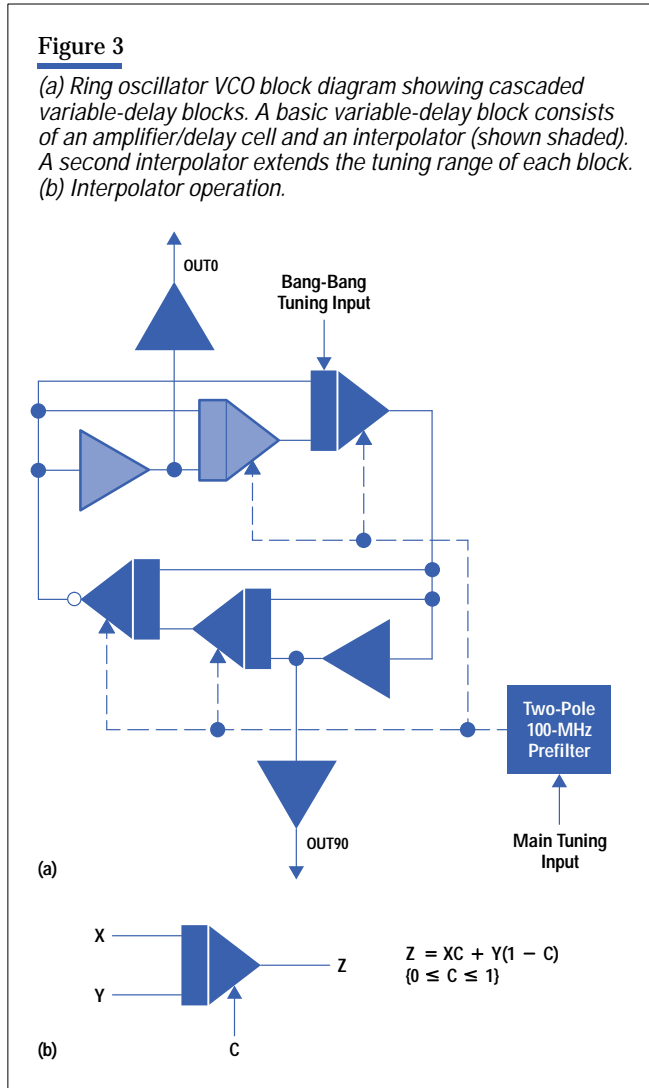 Figure 3
(a) Ring oscillator VCO block diagram showing cascaded
variable-delay blocks. A basic variable-delay block consists
of an amplifier/delay cell and an interpolator (shown shaded).
A second interpolator extends the tuning range of each block.
(b) Interpolator operation.
OUT0
Bang-Bang
Tuning Input
Two-Pole
100-MHz
Prefilter
OUT90
Main Tuning
Input
(a)
X
Y
Z
C
Z = XC + Y(1 − C)
{0 ≤ C ≤ 1}
(b)